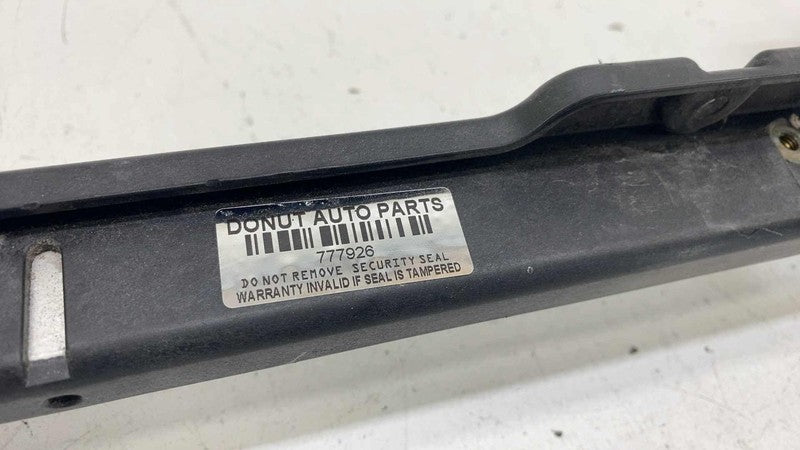 DONUT AUTO PARTS
777926
DO NOT REMOVE SECURITY SEAL
WARRANTY INVALID IF SEAL IS TAMPERED